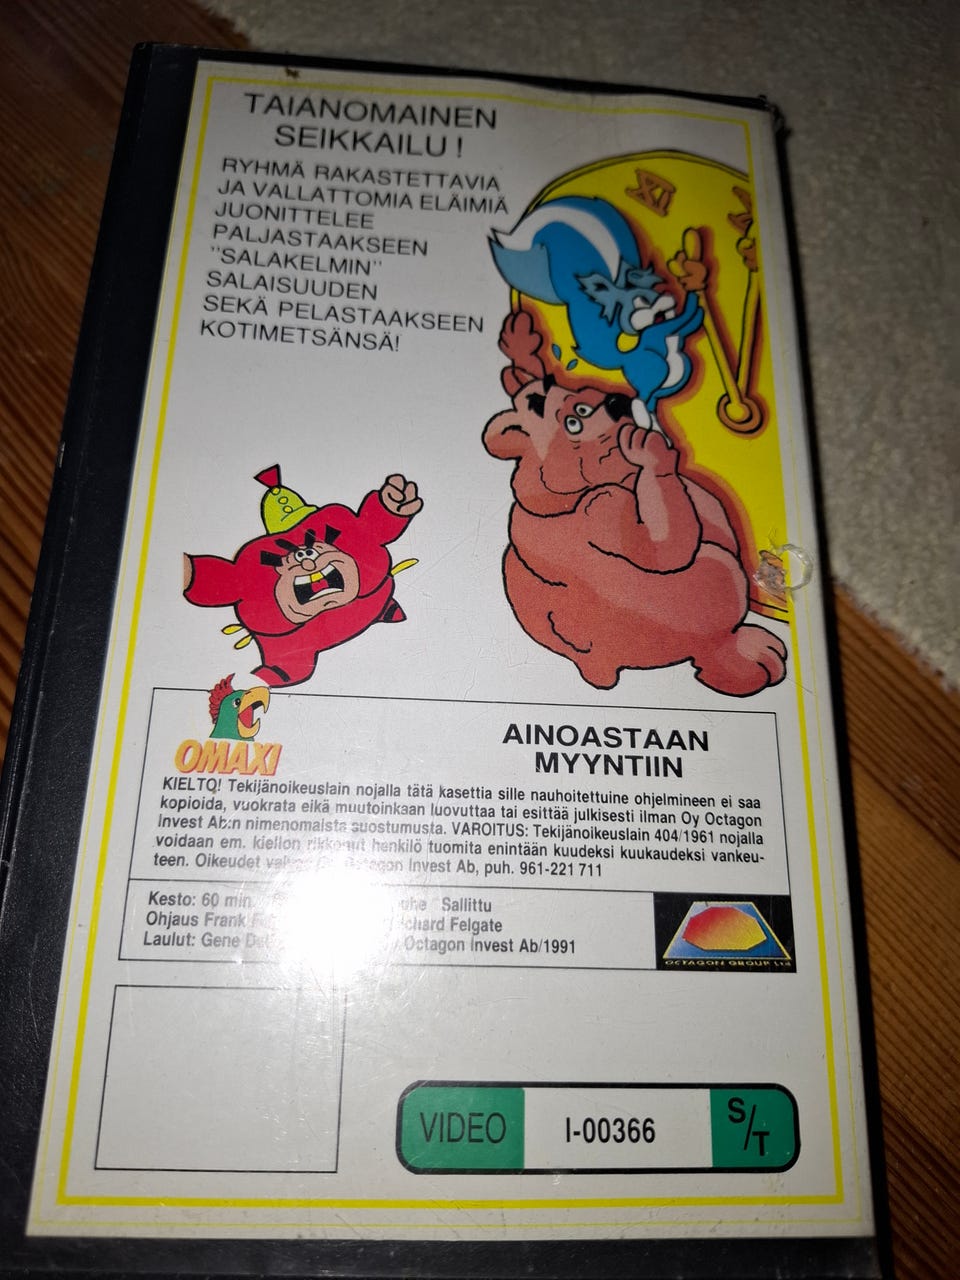 TAIANOMAINEN
SEIKKAILU !
RYHMÄ RAKASTETTAVIA
JA VALLATTOMIA ELÄIMIÄ
JUONITTELEE
PALJASTAAKSEEN
"SALAKELMIN"
SALAISUUDEN
SEKÄ PELASTAAKSEEN
KOTIMETSÄNSÄ!
XI
OMAXI
AINOASTAAN
MYYNTIIN
KIELTO! Tekijänoikeuslain nojalla tätä kasettia sille nauhoitettuine ohjelmineen ei saa
kopioida, vuokrata eikä muutoinkaan luovuttaa tai esittää julkisesti ilman Oy Octagon
Invest Ab:n nimenomaista suostumusta. VAROITUS: Tekijänoikeuslain 404/1961 nojalla
voidaan em. kiellon rikkonut henkilö tuomita enintään kuudeksi kuukaudeksi vankeu-
teen. Oikeudet Octagon Invest Ab, puh. 961-221 711
Kesto: 60 min. Sallittu
Ohjaus Frank Felgate
Laulut: Gene Octagon Invest Ab/1991
OCTAGON GROUP Ltd
VIDEO
I-00366
S/T